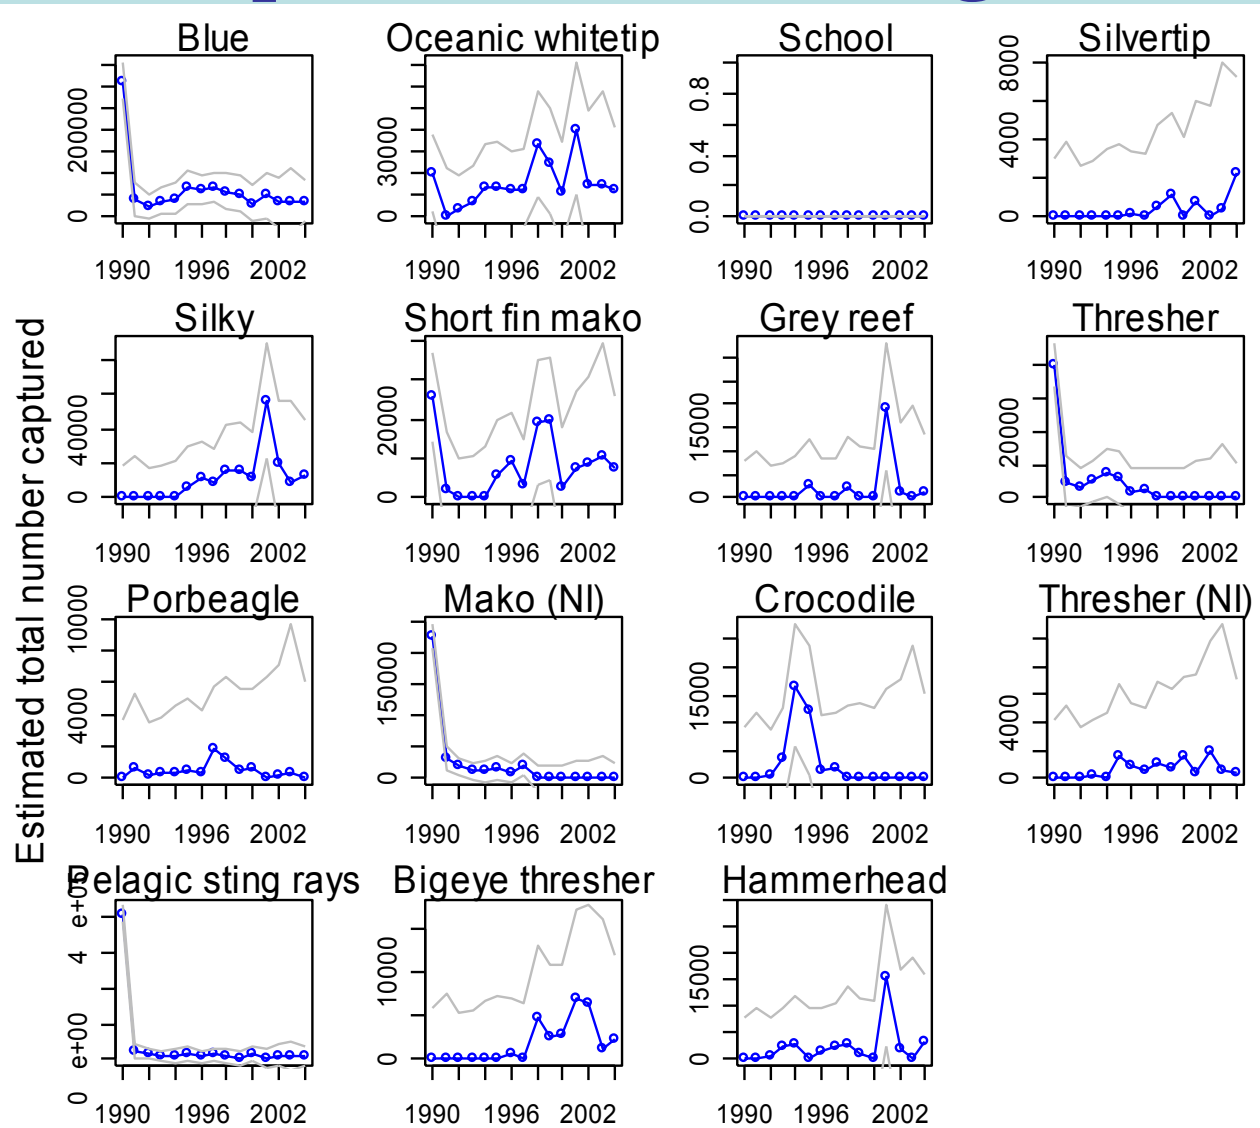 Blue Oceanic whitetip School Silvertip
200000 0 30000 0 0.8 0.4 0.0 8000 4000 0
1990 1996 2002 1990 1996 2002 1990 1996 2002 1990 1996 2002
Silky Short fin mako Grey reef Thresher
40000 0 20000 0 15000 0 20000 0
1990 1996 2002 1990 1996 2002 1990 1996 2002 1990 1996 2002
Estimated total number captured
Porbeagle Mako (NI) Crocodile Thresher (NI)
10000 4000 0 150000 0 15000 0 4000 0
1990 1996 2002 1990 1996 2002 1990 1996 2002 1990 1996 2002
Pelagic sting rays Bigeye thresher Hammerhead
4 e+00 0 10000 0 15000 0
1990 1996 2002 1990 1996 2002 1990 1996 2002